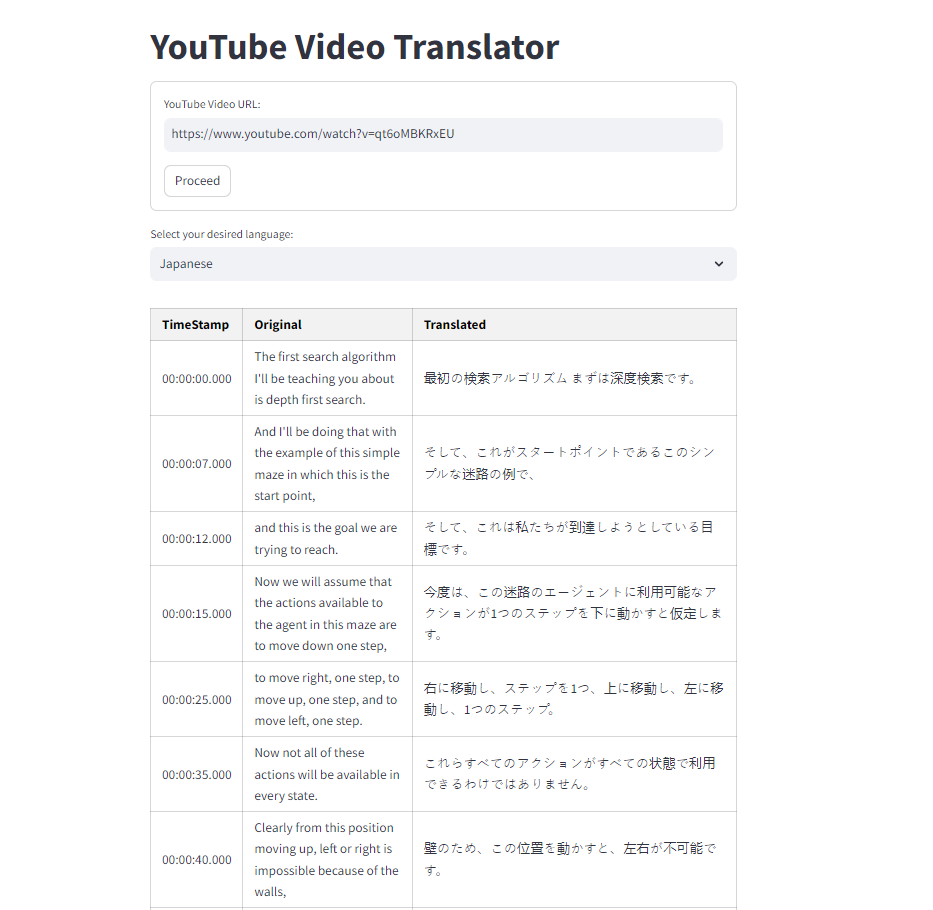 YouTube Video Translator
YouTube Video URL:
https://www.youtube.com/watch?v=qt6oMBKRxEU
Proceed
Select your desired language:
Japanese
TimeStamp Original Translated
00:00:00.000
The first search algorithm
I'll be teaching you about
is depth first search.
最初の検索アルゴリズム まずは深度検索です。
00:00:07.000
And I'll be doing that with
the example of this simple
maze in which this is the
start point,
そして、これがスタートポイントであるこのシン
プルな迷路の例で、
00:00:12.000
and this is the goal we are
trying to reach.
そして、これは私たちが到達しようとしている目
標です。
00:00:15.000
Now we will assume that
the actions available to
the agent in this maze are
to move down one step,
今度は、この迷路のエージェントに利用可能なア
クションが1つのステップを下に動かすと仮定しま
す。
00:00:25.000
to move right, one step, to
move up, one step, and to
move left, one step.
右に移動し、ステップを1つ、上に移動し、左に移
動し、1つのステップ。
00:00:35.000
Now not all of these
actions will be available in
every state.
これらすべてのアクションがすべての状態で利用
できるわけではありません。
00:00:40.000
Clearly from this position
moving up, left or right is
impossible because of the
walls,
壁のため、この位置を動かすと、左右が不可能で
す。